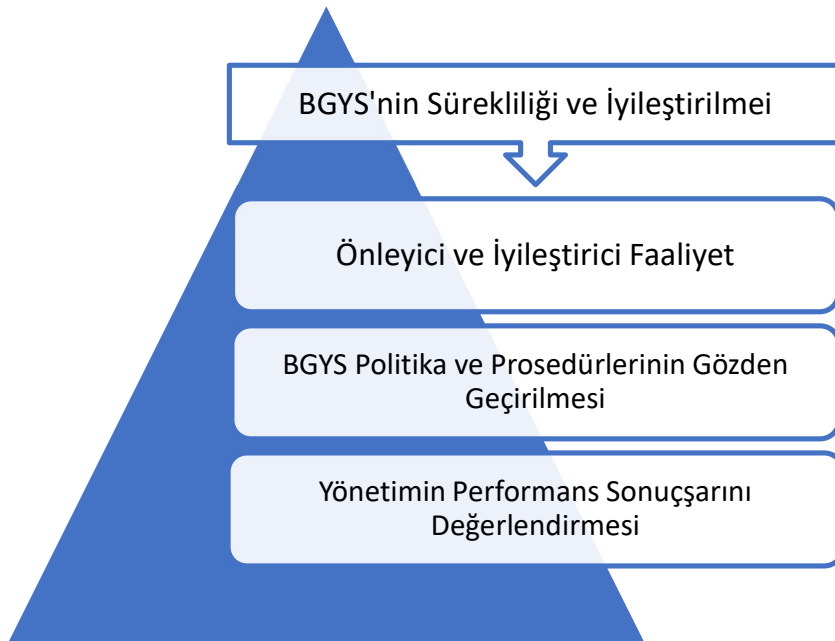 BGYS'nin Sürekliliği ve İyileştirilmei
Önleyici ve İyileştirici Faaliyet
BGYS Politika ve Prosedürlerinin Gözden
Geçirilmesi
Yönetimin Performans Sonuçşarını
Değerlendirmesi